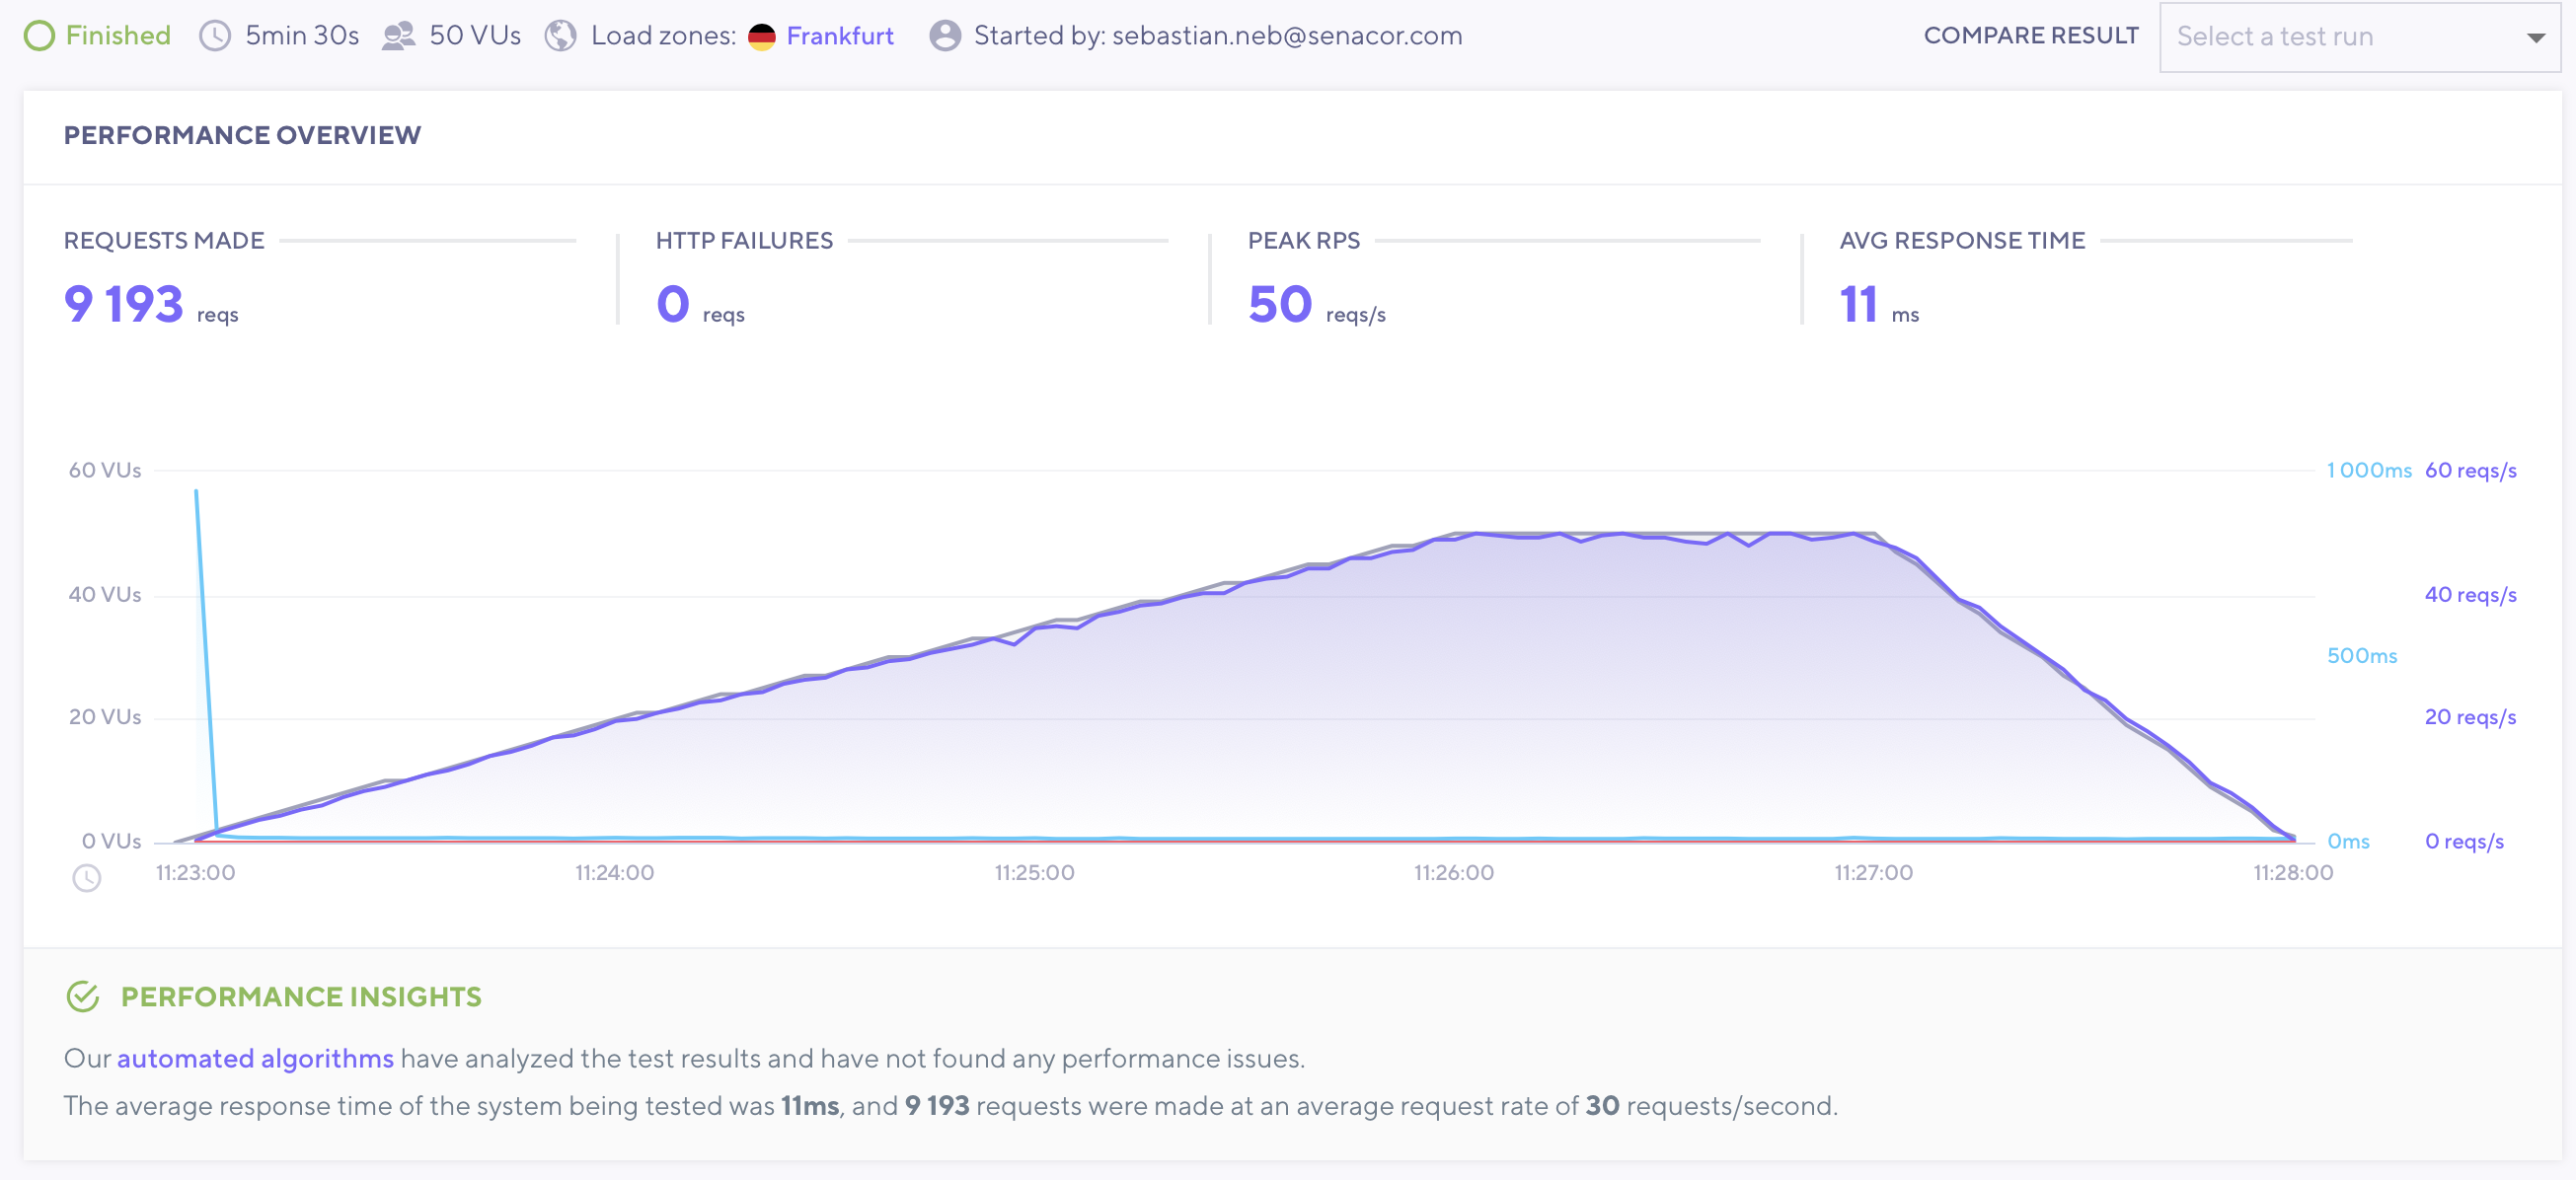 Finished 5min 30s 50 VUs Load zones: Frankfurt Started by: sebastian.neb@senacor.com COMPARE RESULT Select a test run
PERFORMANCE OVERVIEW
REQUESTS MADE HTTP FAILURES PEAK RPS AVG RESPONSE TIME
9 193 reqs 0 reqs 50 reqs/s 11 ms
60 VUs 1 000ms 60 reqs/s
40 VUs 40 reqs/s
500ms
20 VUs 20 reqs/s
0 VUs 0ms 0 reqs/s
11:23:00 11:24:00 11:25:00 11:26:00 11:27:00 11:28:00
PERFORMANCE INSIGHTS
Our automated algorithms have analyzed the test results and have not found any performance issues.
The average response time of the system being tested was 11ms, and 9 193 requests were made at an average request rate of 30 requests/second.